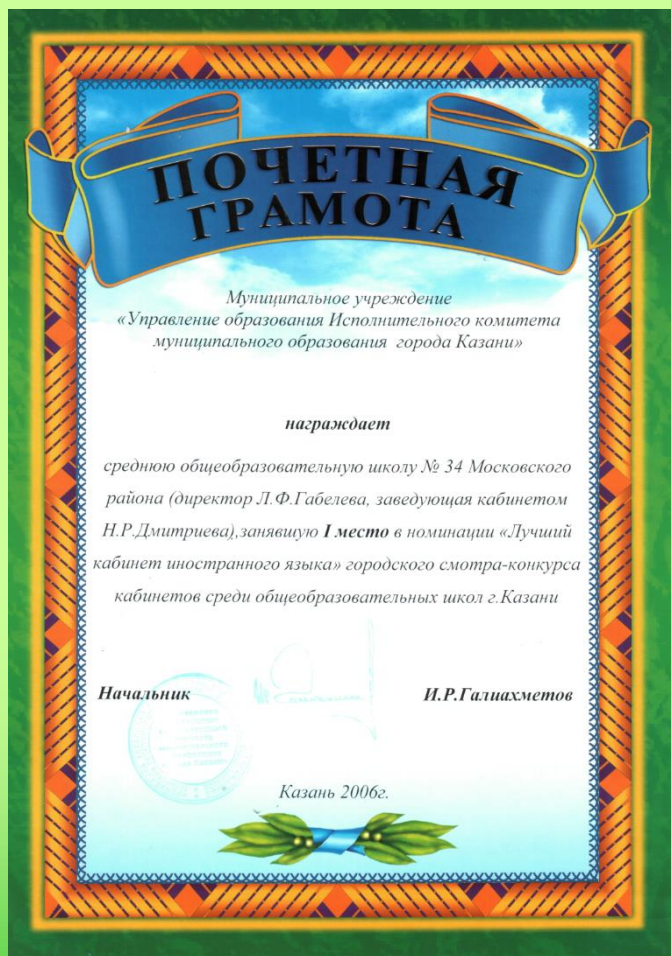 ПОЧЕТНАЯ
ГРАМОТА
Муниципальное учреждение
«Управление образования Исполнительного комитета
муниципального образования города Казани»
награждает
среднюю общеобразовательную школу № 34 Московского
района (директор Л.Ф.Габелева, заведующая кабинетом
Н.Р.Дмитриева),занявшую I место в номинации «Лучший
кабинет иностранного языка» городского смотра-конкурса
кабинетов среди общеобразовательных школ г.Казани
Начальник И.Р.Галиахметов
Казань 2006г.